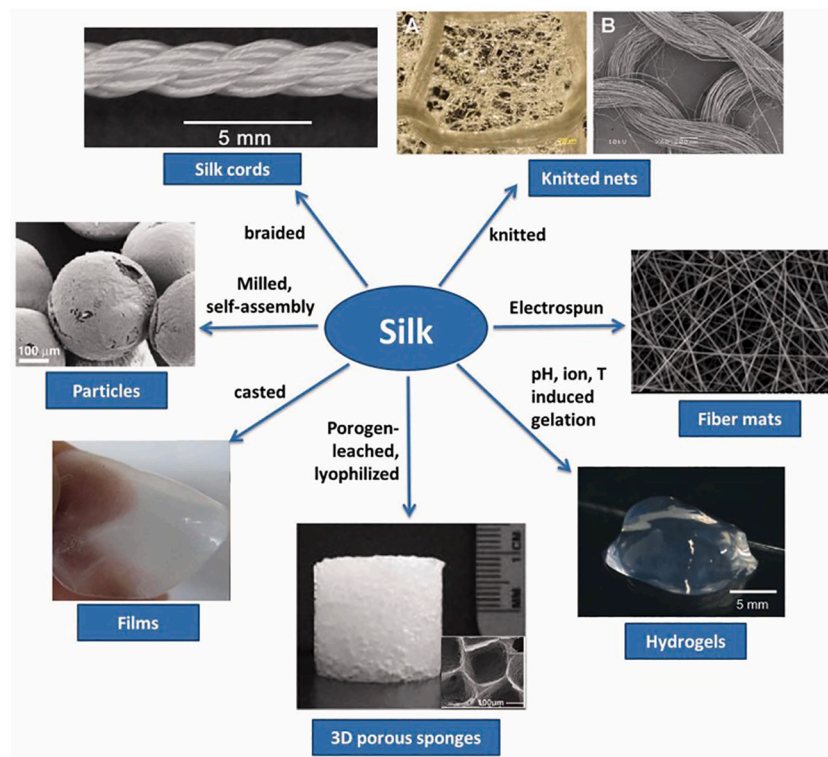 A
B
5 mm
Silk cords
Knitted nets
braided
knitted
Milled,
self-assembly
Electrospun
Silk
100 µm
pH, ion, T
induced
gelation
Particles
casted
Fiber mats
Porogen-
leached,
lyophilized
1 CM
MM
5 mm
Films
100µm
Hydrogels
3D porous sponges